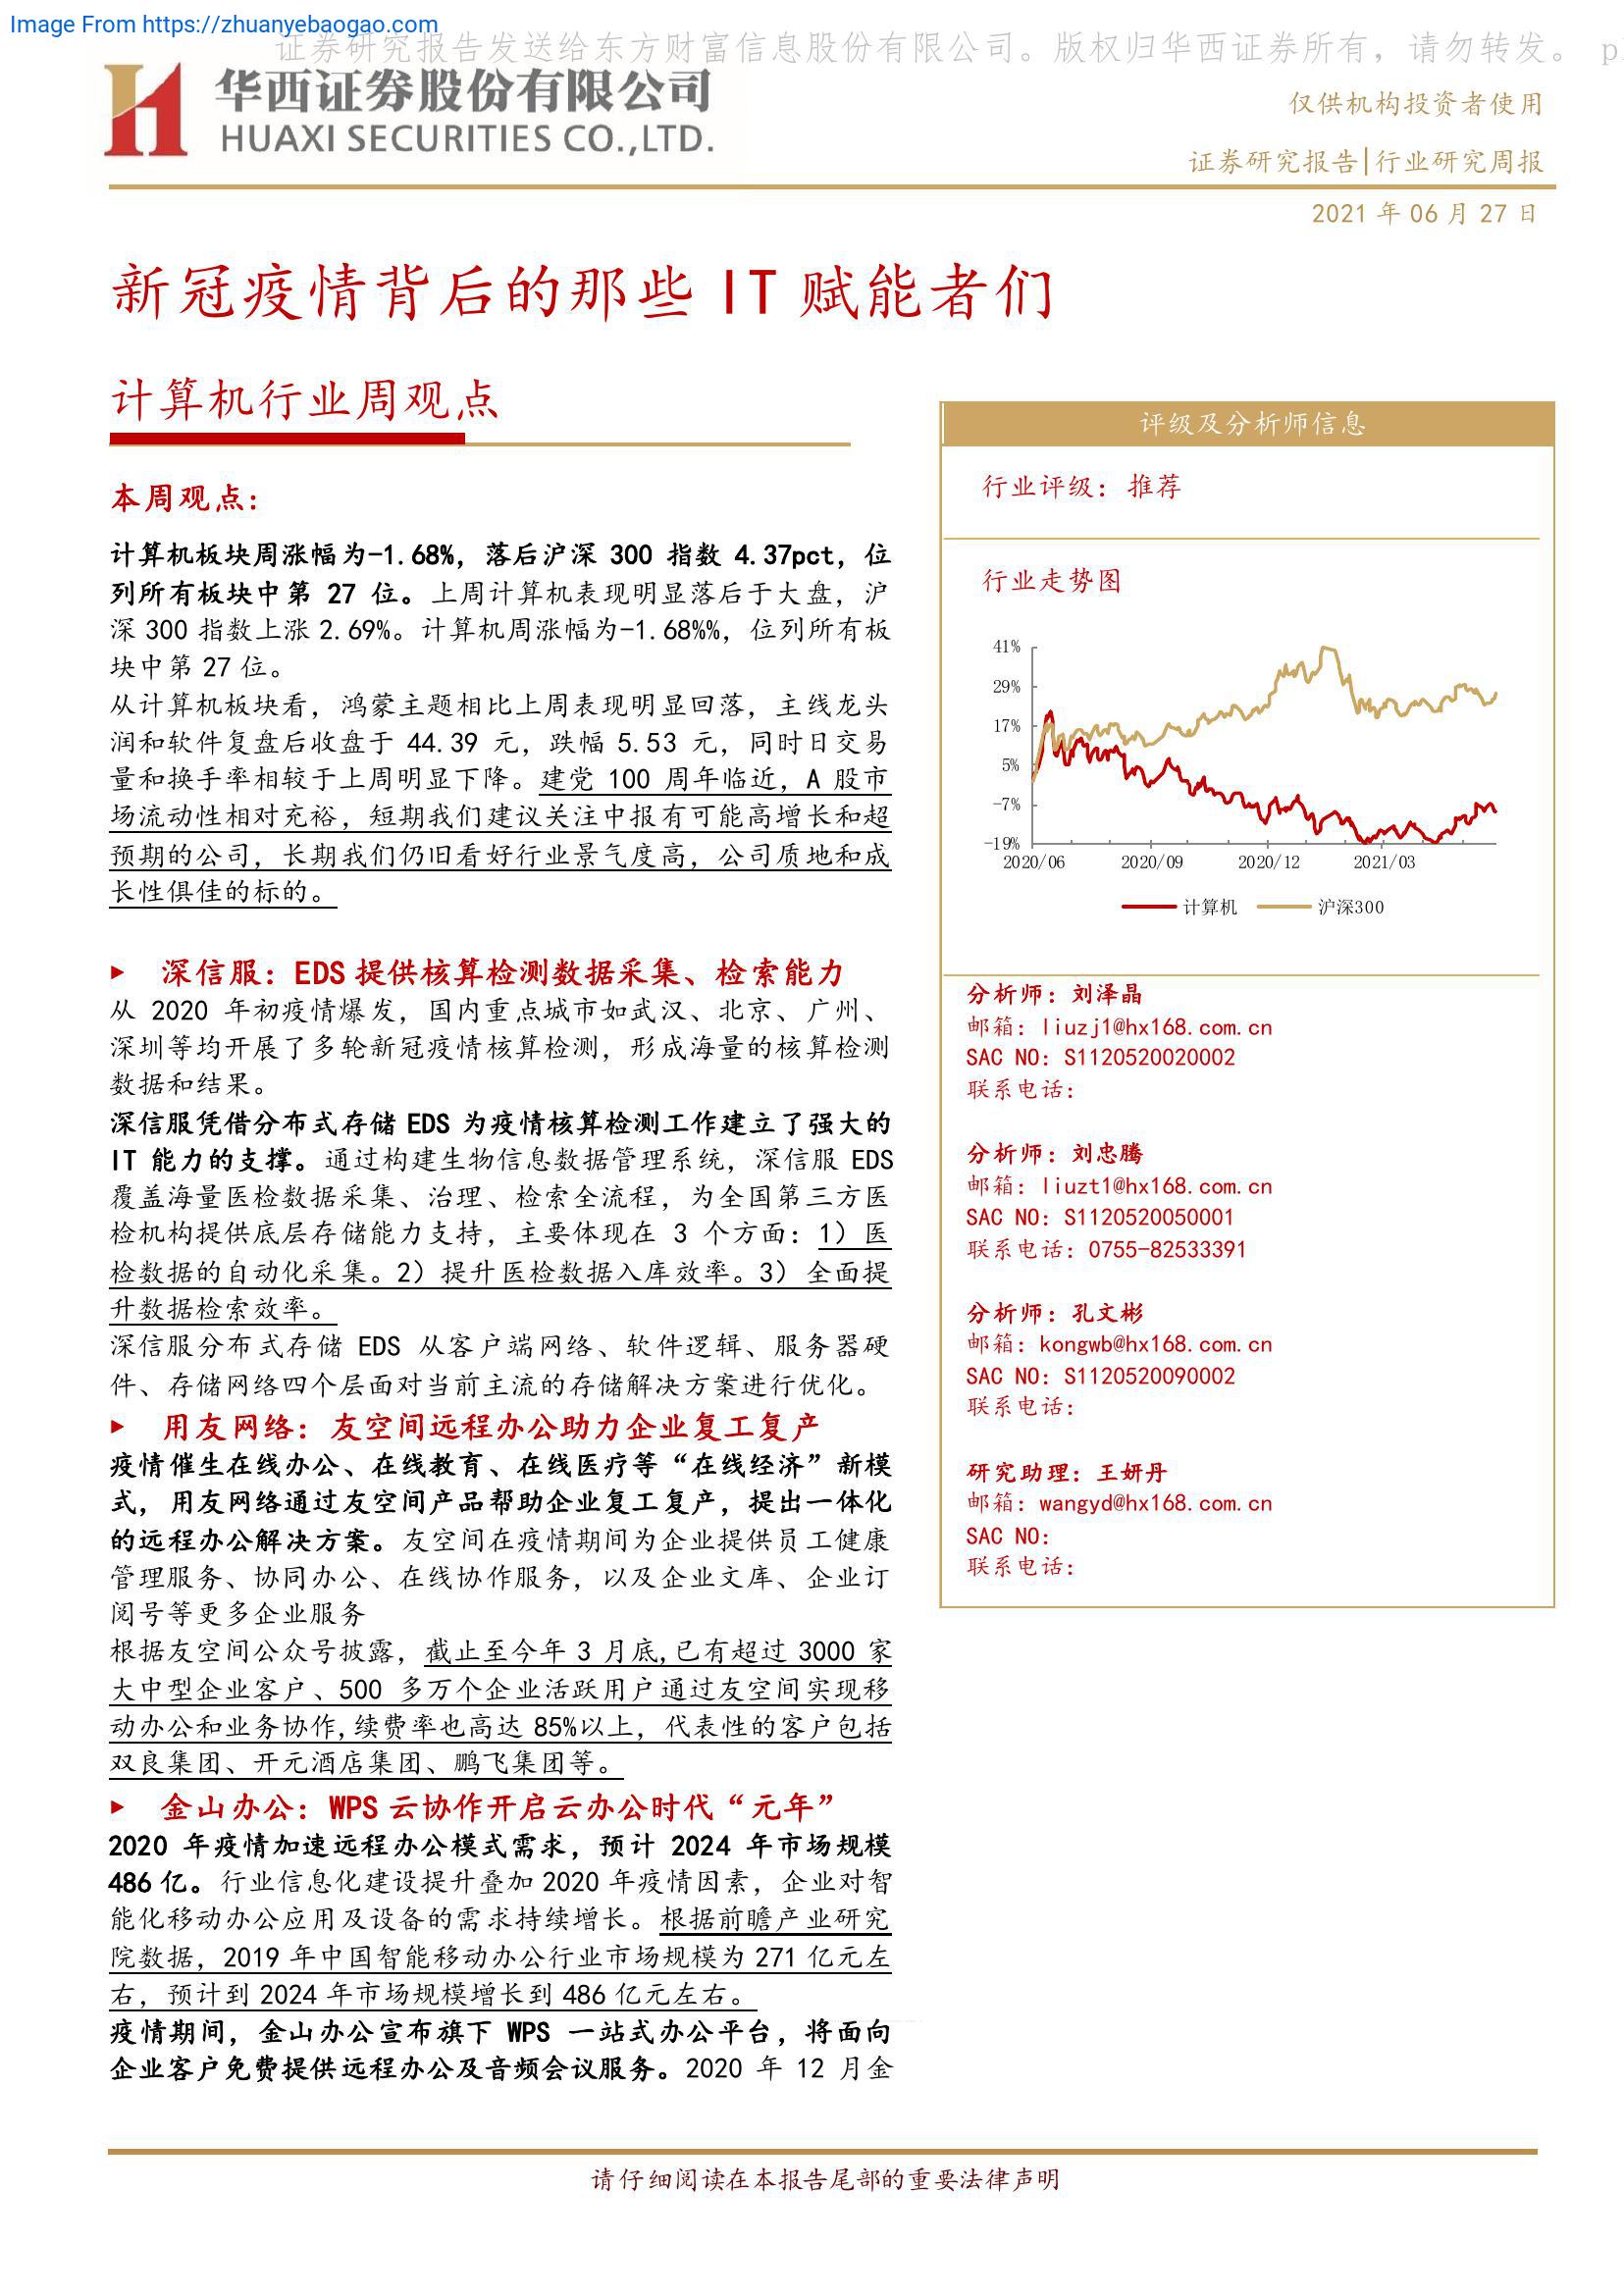 Image From https://zhuanyebaogao.com
证券研究报告发送给东方财富信息股份有限公司。版权归华西证券所有，请勿转发。 p
华西证券股份有限公司
HUAXI SECURITIES CO.,LTD.
仅供机构投资者使用
证券研究报告|行业研究周报
2021 年 06 月 27 日
新冠疫情背后的那些 IT 赋能者们
计算机行业周观点
本周观点：
计算机板块周涨幅为-1.68%，落后沪深 300 指数 4.37pct，位
列所有板块中第 27 位。上周计算机表现明显落后于大盘，沪
深 300 指数上涨 2.69%。计算机周涨幅为-1.68%%，位列所有板
块中第 27 位。
从计算机板块看，鸿蒙主题相比上周表现明显回落，主线龙头
润和软件复盘后收盘于 44.39 元，跌幅 5.53 元，同时日交易
量和换手率相较于上周明显下降。建党 100 周年临近，A 股市
场流动性相对充裕，短期我们建议关注中报有可能高增长和超
预期的公司，长期我们仍旧看好行业景气度高，公司质地和成
长性俱佳的标的。
▶ 深信服：EDS 提供核算检测数据采集、检索能力
从 2020 年初疫情爆发，国内重点城市如武汉、北京、广州、
深圳等均开展了多轮新冠疫情核算检测，形成海量的核算检测
数据和结果。
深信服凭借分布式存储 EDS 为疫情核算检测工作建立了强大的
IT 能力的支撑。通过构建生物信息数据管理系统，深信服 EDS
覆盖海量医检数据采集、治理、检索全流程，为全国第三方医
检机构提供底层存储能力支持，主要体现在 3 个方面：1）医
检数据的自动化采集。2）提升医检数据入库效率。3）全面提
升数据检索效率。
深信服分布式存储 EDS 从客户端网络、软件逻辑、服务器硬
件、存储网络四个层面对当前主流的存储解决方案进行优化。
▶ 用友网络：友空间远程办公助力企业复工复产
疫情催生在线办公、在线教育、在线医疗等“在线经济”新模
式，用友网络通过友空间产品帮助企业复工复产，提出一体化
的远程办公解决方案。友空间在疫情期间为企业提供员工健康
管理服务、协同办公、在线协作服务，以及企业文库、企业订
阅号等更多企业服务
根据友空间公众号披露，截止至今年 3 月底,已有超过 3000 家
大中型企业客户、500 多万个企业活跃用户通过友空间实现移
动办公和业务协作,续费率也高达 85%以上，代表性的客户包括
双良集团、开元酒店集团、鹏飞集团等。
▶ 金山办公：WPS 云协作开启云办公时代“元年”
2020 年疫情加速远程办公模式需求，预计 2024 年市场规模
486 亿。行业信息化建设提升叠加 2020 年疫情因素，企业对智
能化移动办公应用及设备的需求持续增长。根据前瞻产业研究
院数据，2019 年中国智能移动办公行业市场规模为 271 亿元左
右，预计到 2024 年市场规模增长到 486 亿元左右。
疫情期间，金山办公宣布旗下 WPS 一站式办公平台，将面向
企业客户免费提供远程办公及音频会议服务。2020 年 12 月金
评级及分析师信息
行业评级：推荐
行业走势图
41%
29%
17%
5%
-7%
-19%
2020/06 2020/09 2020/12 2021/03
计算机 沪深300
分析师：刘泽晶
邮箱：liuzj1@hx168.com.cn
SAC NO：S1120520020002
联系电话：
分析师：刘忠腾
邮箱：liuzt1@hx168.com.cn
SAC NO：S1120520050001
联系电话：0755-82533391
分析师：孔文彬
邮箱：kongwb@hx168.com.cn
SAC NO：S1120520090002
联系电话：
研究助理：王妍丹
邮箱：wangyd@hx168.com.cn
SAC NO：
联系电话：
请仔细阅读在本报告尾部的重要法律声明